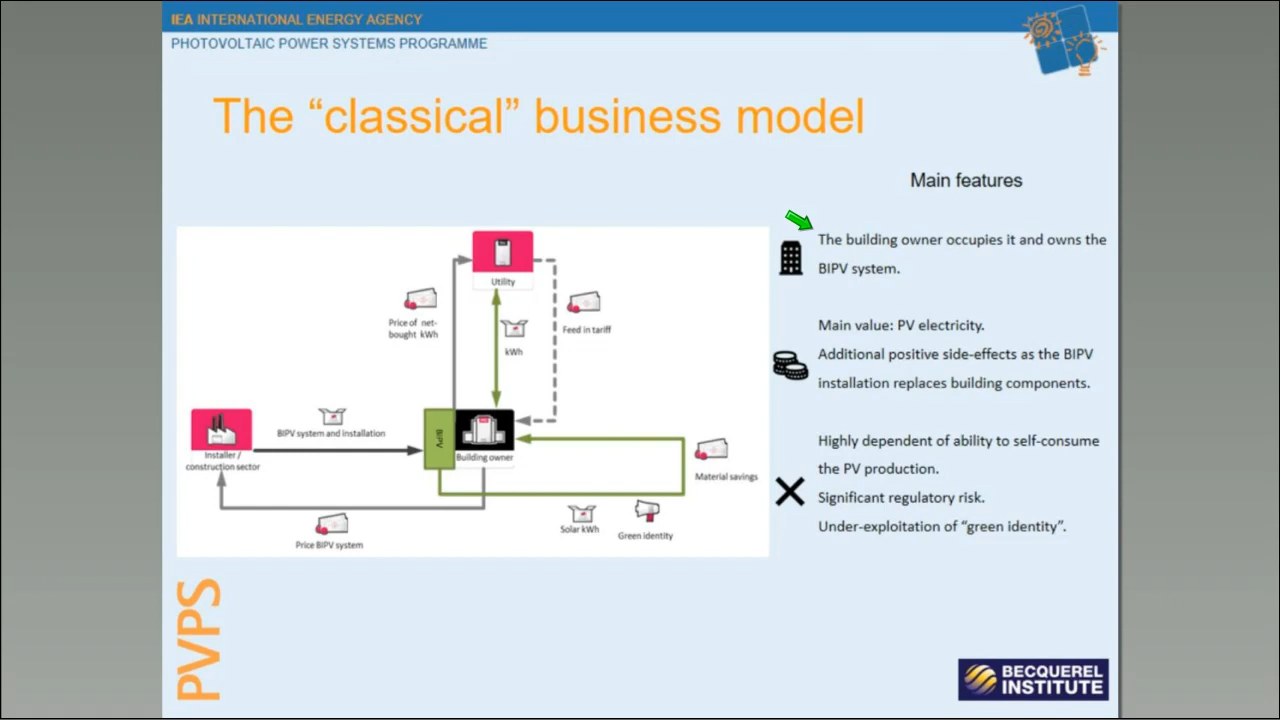 IEA INTERNATIONAL ENERGY AGENCY
PHOTOVOLTAIC POWER SYSTEMS PROGRAMME
The “classical” business model
Main features
The building owner occupies it and owns the
BIPV system.
Main value: PV electricity.
Additional positive side-effects as the BIPV
installation replaces building components.
Highly dependent of ability to self-consume
the PV production.
Significant regulatory risk.
Under-exploitation of “green identity”.
Utility
Price of net-
bought kWh
Feed in tariff
kWh
BIPV system and installation
BIPV
Building owner
Installer /
construction sector
Material savings
Solar kWh
Green identity
Price BIPV system
PVPS
BECQUEREL
INSTITUTE